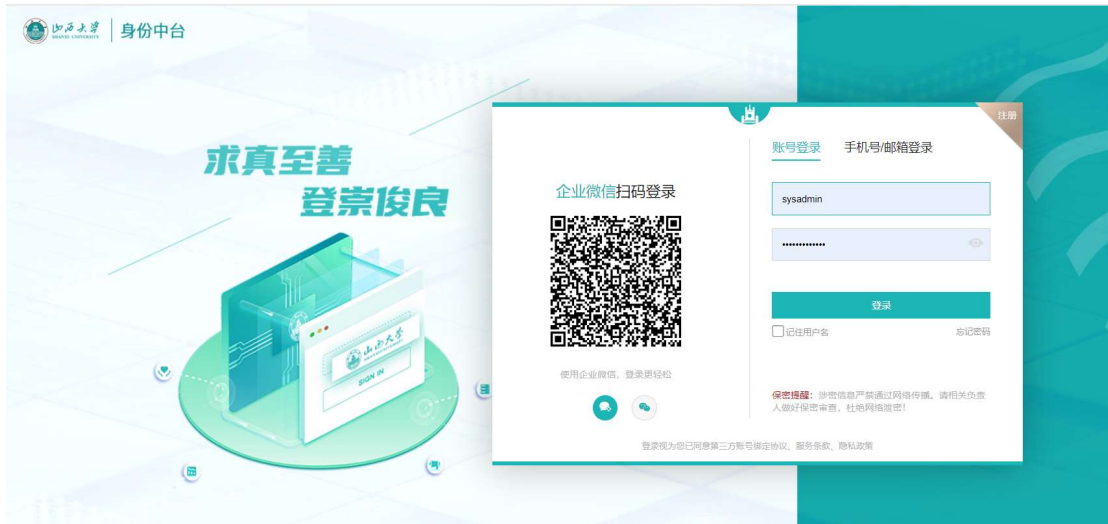 山西大学
SHANXI UNIVERSITY
身份中台
求真至善
登崇俊良
山西大学
SIGN IN
企业微信扫码登录
使用企业微信，登录更轻松
注册
账号登录 手机号/邮箱登录
sysadmin
•••••••••••••
登录
记住用户名 忘记密码
保密提醒：涉密信息严禁通过网络传播。请相关负责
人做好保密审查，杜绝网络泄密！
登录视为您已同意第三方账号绑定协议、服务条款、隐私政策